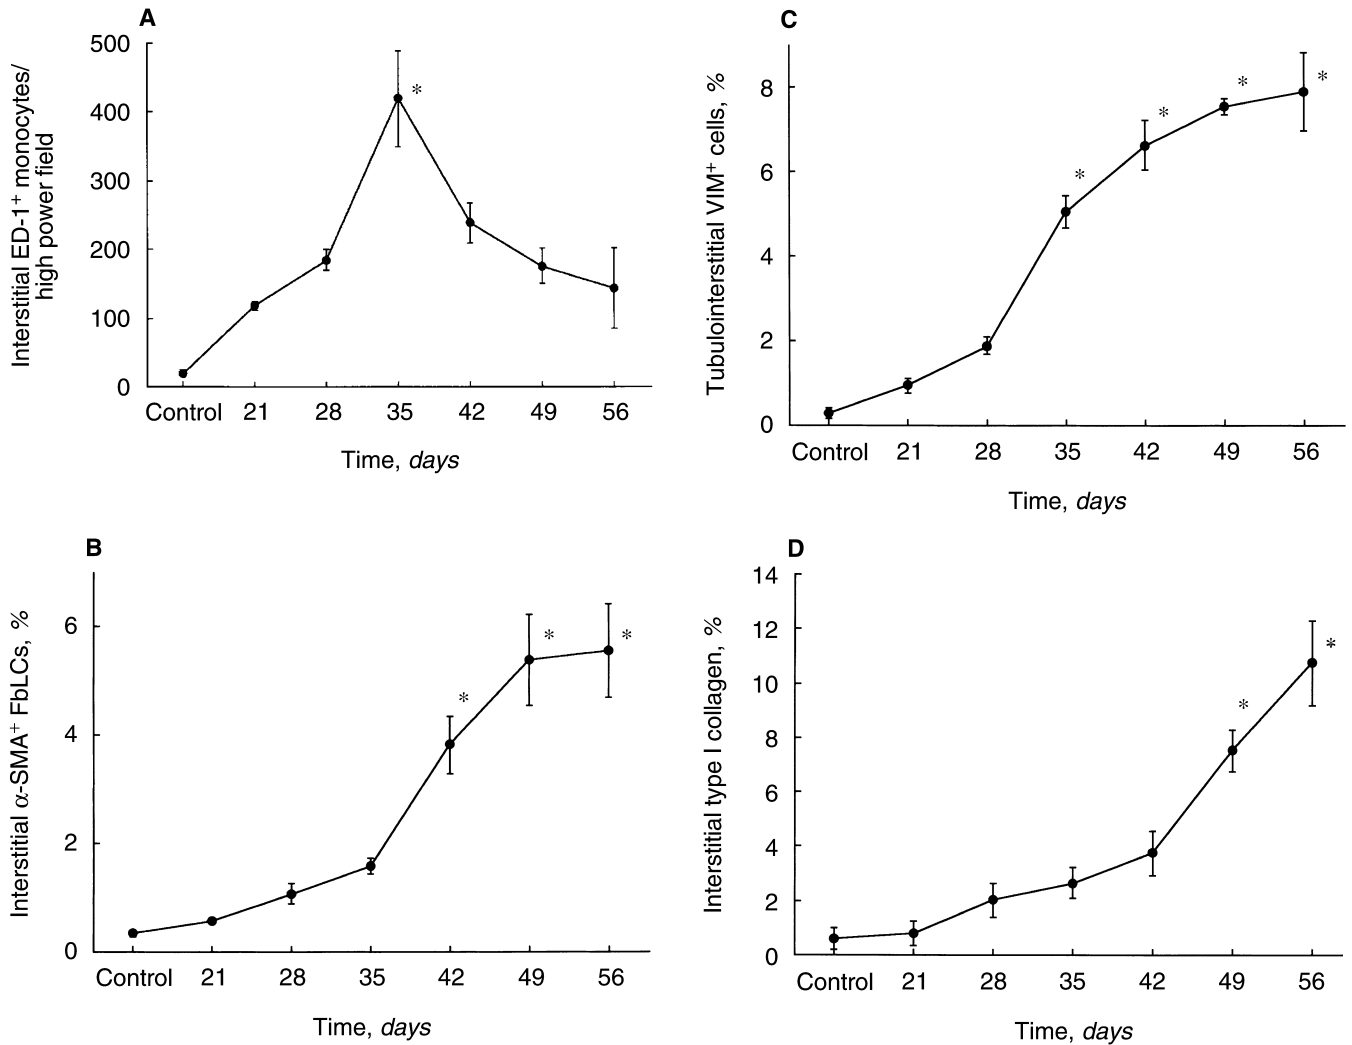 A
Interstitial ED-1+ monocytes/
high power field
500
400
300
200
100
0
Control 21 28 35 42 49 56
Time, days
*
C
Tubulointerstitial VIM+ cells, %
8
6
4
2
0
Control 21 28 35 42 49 56
Time, days
* * * *
B
Interstitial α-SMA+ FbLCs, %
6
4
2
0
Control 21 28 35 42 49 56
Time, days
* * *
D
Interstitial type I collagen, %
14
12
10
8
6
4
2
0
Control 21 28 35 42 49 56
Time, days
* *